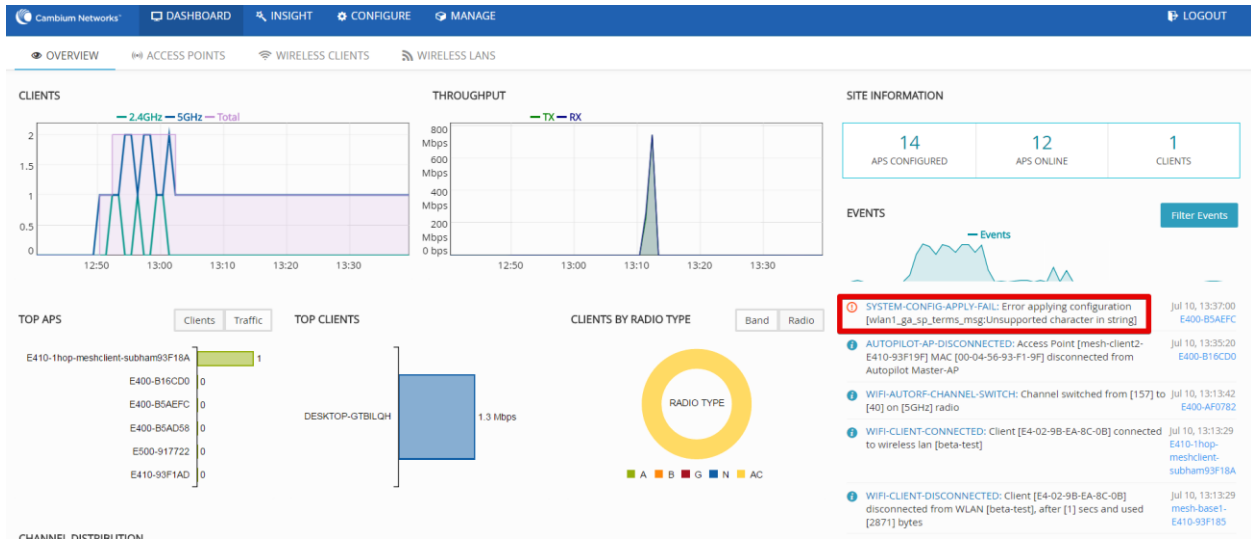 Cambium Networks™ DASHBOARD INSIGHT CONFIGURE MANAGE LOGOUT
OVERVIEW ACCESS POINTS WIRELESS CLIENTS WIRELESS LANS
CLIENTS
2.4GHz 5GHz Total
2
1.5
1
0.5
0
12:50 13:00 13:10 13:20 13:30
THROUGHPUT
TX RX
800
Mbps
600
Mbps
400
Mbps
200
Mbps
0 bps
12:50 13:00 13:10 13:20 13:30
SITE INFORMATION
14 12 1
APS CONFIGURED APS ONLINE CLIENTS
EVENTS Filter Events
Events
SYSTEM-CONFIG-APPLY-FAIL: Error applying configuration Jul 10, 13:37:00
[wlan1_ga_sp_terms_msg:Unsupported character in string] E400-B5AEFC
AUTOPILOT-AP-DISCONNECTED: Access Point [mesh-client2- Jul 10, 13:35:20
E410-93F19F] MAC [00-04-56-93-F1-9F] disconnected from E400-B16CD0
Autopilot Master-AP
WIFI-AUTORF-CHANNEL-SWITCH: Channel switched from [157] to Jul 10, 13:13:42
[40] on [5GHz] radio E400-AF0782
WIFI-CLIENT-CONNECTED: Client [E4-02-9B-EA-8C-0B] connected Jul 10, 13:13:29
to wireless lan [beta-test] E410-1hop-
meshclient-
subham93F18A
WIFI-CLIENT-DISCONNECTED: Client [E4-02-9B-EA-8C-0B] Jul 10, 13:13:29
disconnected from WLAN [beta-test], after [1] secs and used mesh-base1-
[2871] bytes E410-93F185
TOP APS Clients Traffic
E410-1hop-meshclient-subham93F18A 1
E400-B16CD0 0
E400-B5AEFC 0
E400-B5AD58 0
E500-917722 0
E410-93F1AD 0
TOP CLIENTS
DESKTOP-GTBILQH 1.3 Mbps
CLIENTS BY RADIO TYPE Band Radio
RADIO TYPE
A B G N AC
CHANNEL DISTRIBUTION